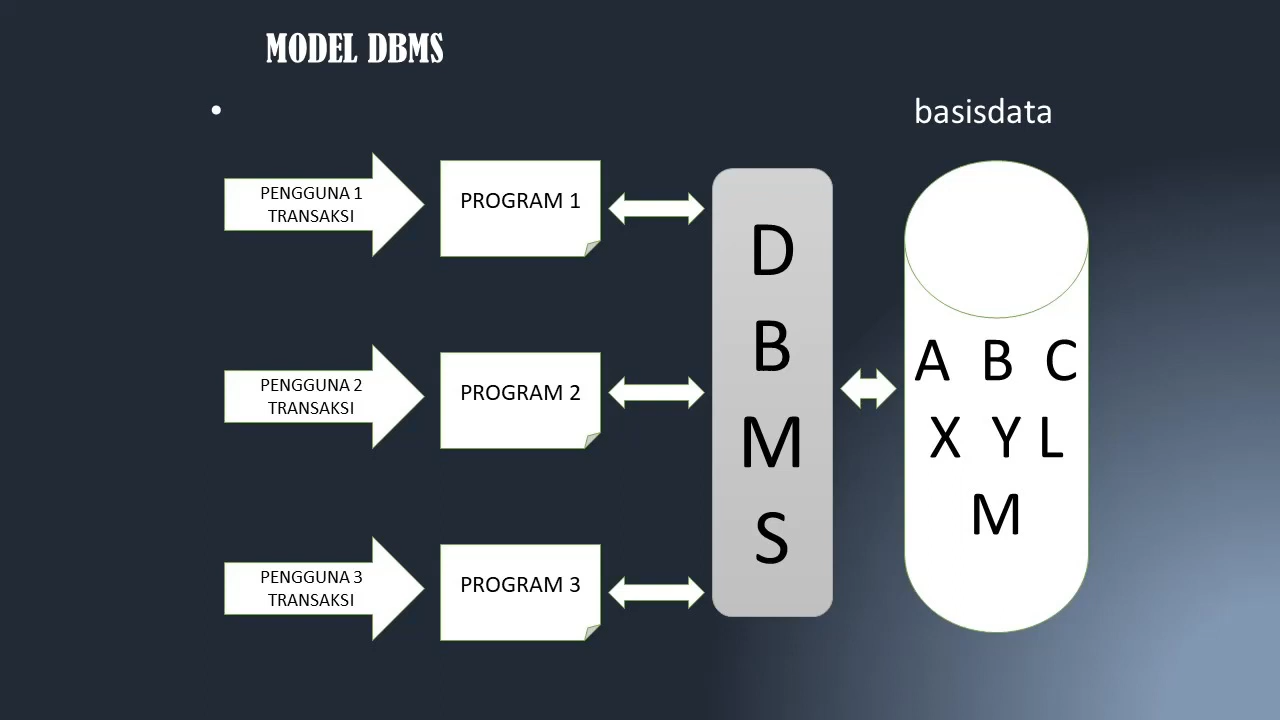 MODEL DBMS
•
basisdata
PENGGUNA 1
TRANSAKSI
PROGRAM 1
PENGGUNA 2
TRANSAKSI
PROGRAM 2
PENGGUNA 3
TRANSAKSI
PROGRAM 3
D
B
M
S
A B C
X Y L
M